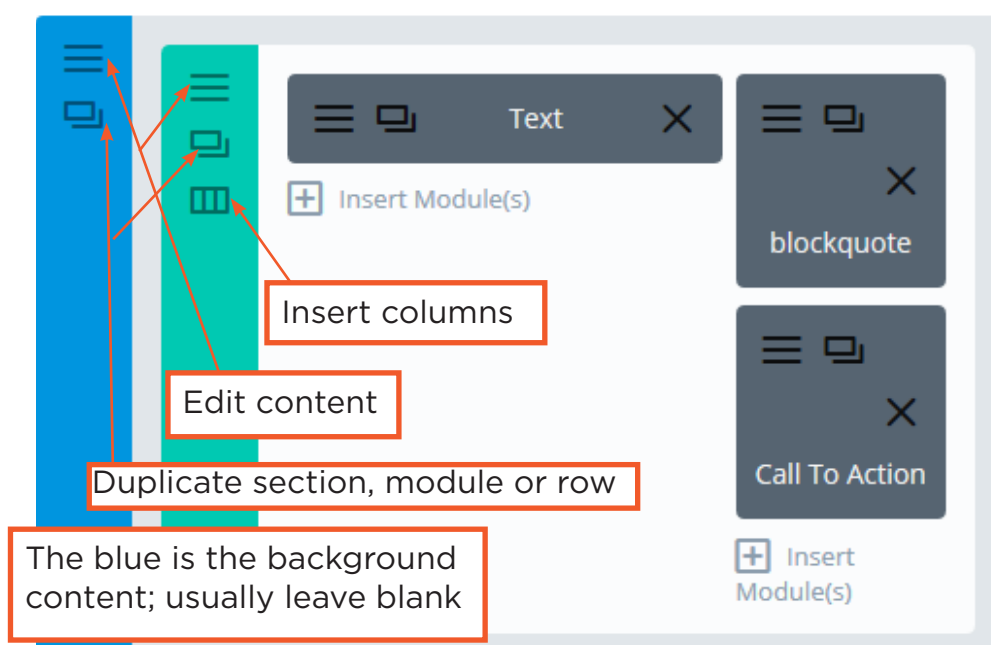 Text
Insert Module(s)
blockquote
Insert columns
Edit content
Call To Action
Duplicate section, module or row
The blue is the background
content; usually leave blank
Insert
Module(s)